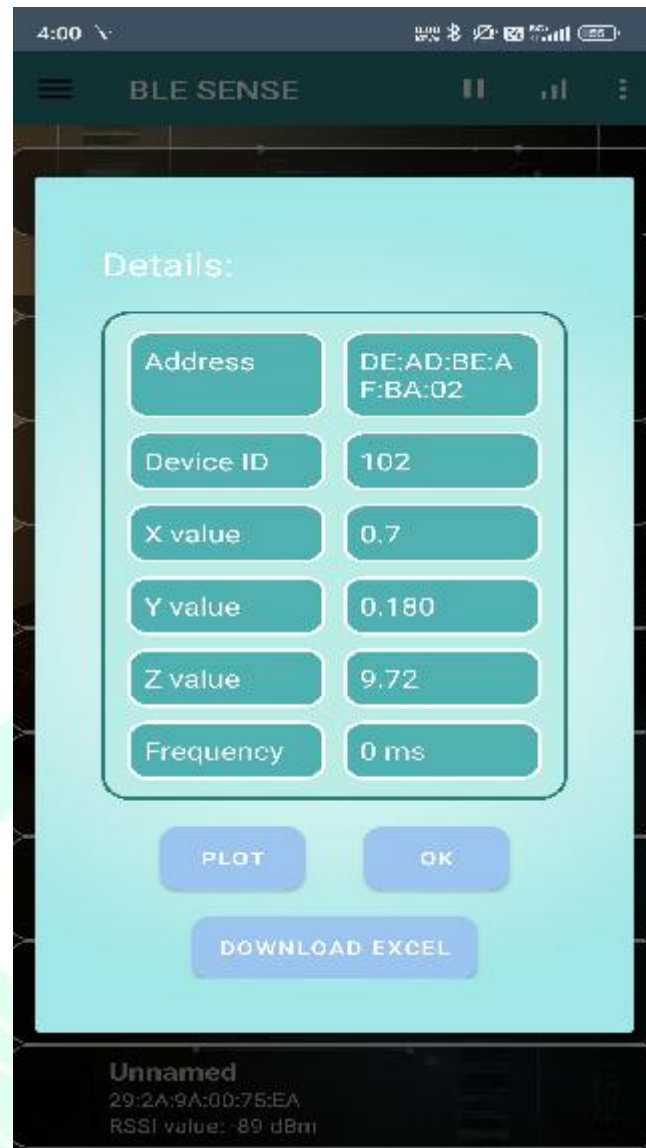 4:00
BLE SENSE
Details:
Address
DE:AD:BE:A
F:BA:02
Device ID
102
X value
0.7
Y value
0.180
Z value
9.72
Frequency
0 ms
PLOT
OK
DOWNLOAD EXCEL
Unnamed
29:2A:9A:00:75:EA
RSSI value: -89 dBm